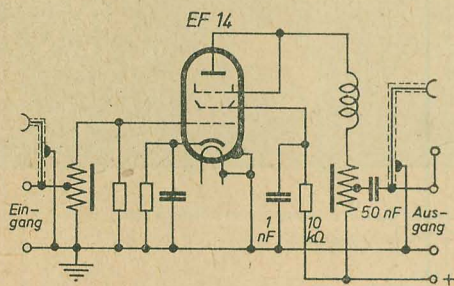 EF 14
Ein-
gang
1
nF
10
kΩ
50 nF
Aus-
gang
+